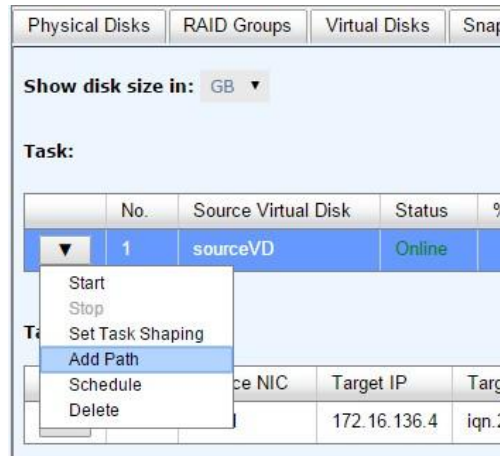 Physical Disks RAID Groups Virtual Disks
Show disk size in: GB ▼
Task:
No. Source Virtual Disk Status %
▼ 1 sourceVD Online
Start
Stop
Set Task Shaping
Add Path
Schedule
Delete
NIC Target IP
172.16.136.4